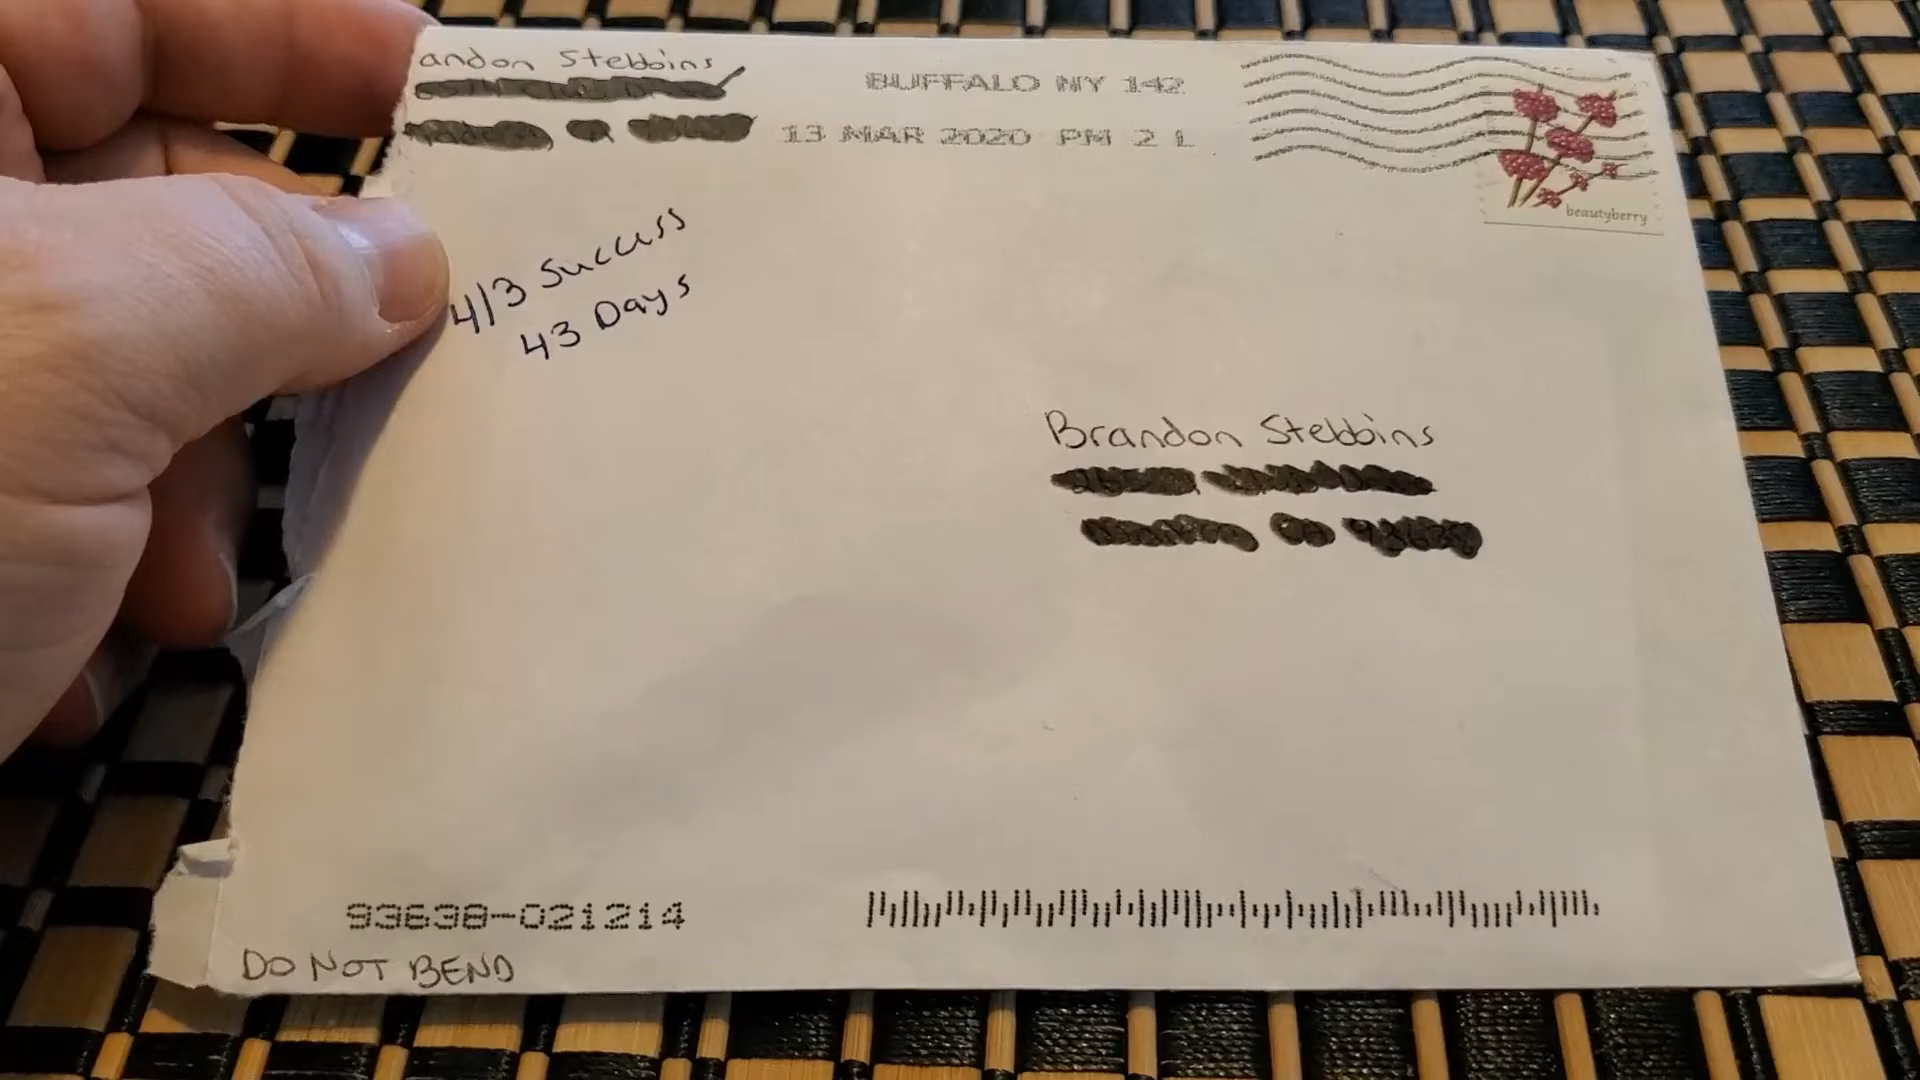 andon Stebbins
BUFFALO NY 142
13 MAR 2020 PM 2 L
beautyberry
4/3 Success
43 Days
Brandon Stebbins
93638-021214
DO NOT BEND